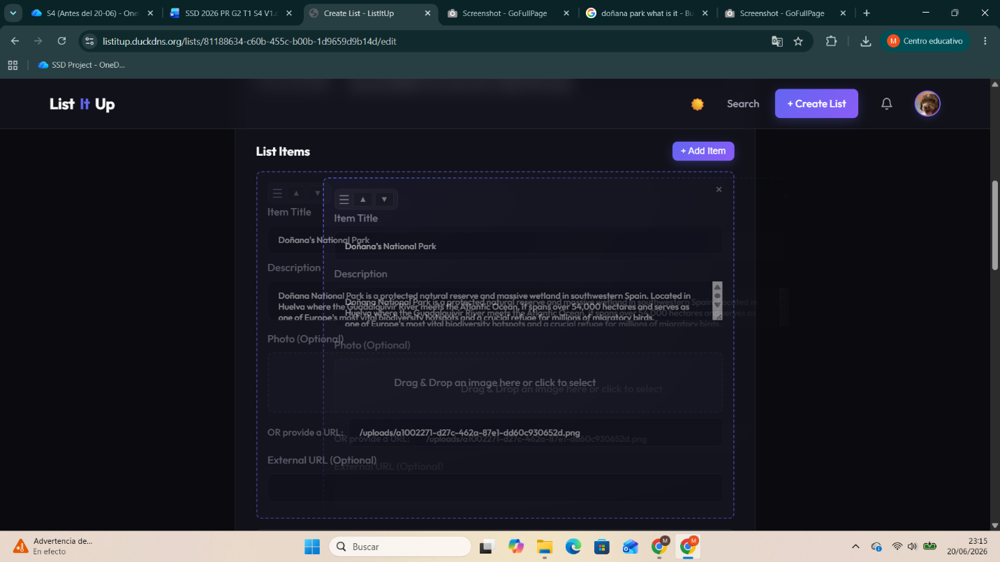 S4 (Antes del 20-06) - One
SSD 2026 PR G2 T1 S4 V1.
Create List - ListItUp
Screenshot - GoFullPage
doñana park what is it - Bu
Screenshot - GoFullPage
listitup.duckdns.org/lists/81188634-c60b-455c-b00b-1d9659d9b14d/edit
M
Centro educativo
SSD Project - OneD...
List It Up
Search
+ Create List
List Items
+ Add Item
Item Title
Item Title
Doñana's National Park
Doñana's National Park
Description
Description
Doñana National Park is a protected natural reserve and massive wetland in southwestern Spain. Located in
Huelva where the Guadalquivir River meets the Atlantic Ocean, it spans over 54,000 hectares and serves as
one of Europe's most vital biodiversity hotspots and a crucial refuge for millions of migratory birds.
Doñana National Park is a protected natural reserve and massive wetland in southwestern Spain. Located in
Huelva where the Guadalquivir River meets the Atlantic Ocean, it spans over 54,000 hectares and serves as
one of Europe's most vital biodiversity hotspots and a crucial refuge for millions of migratory birds.
Photo (Optional)
Photo (Optional)
Drag & Drop an image here or click to select
Drag & Drop an image here or click to select
OR provide a URL:
/uploads/a1002271-d27c-462a-87e1-dd60c930652d.png
OR provide a URL:
/uploads/a1002271-d27c-462a-87e1-dd60c930652d.png
External URL (Optional)
External URL (Optional)
Advertencia de...
En efecto
Buscar
M
M
23:15
20/06/2026